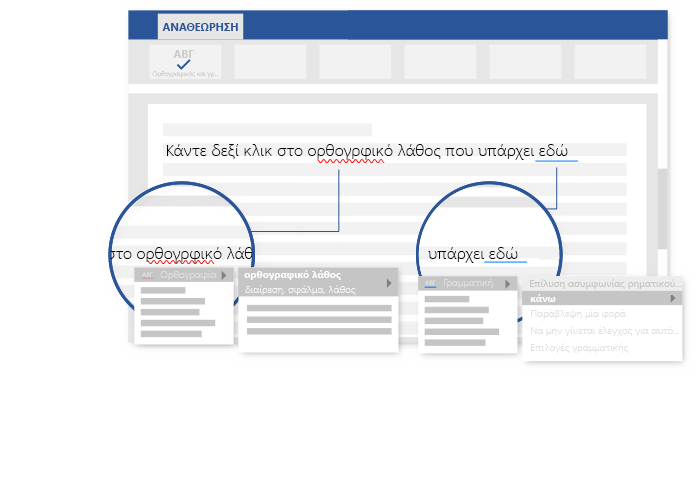 ΑΝΑΘΕΩΡΗΣΗ
ΑΒΓ
Ορθογραφικός και γρ...
Κάντε δεξί κλικ στο ορθογρφικό λάθος που υπάρχει εδώ
στο ορθογρφικό λάθ
υπάρχει εδώ
ΑΒΓ Ορθογραφία
ορθογραφικό λάθος
διαίρεση, σφάλμα, λάθος
ΑΒΓ Γραμματική
Επίλυση ασυμφωνίας ρηματικού...
κάνω
Παράβλεψη μία φορά
Να μην γίνεται έλεγχος για αυτό...
Επιλογές γραμματικής